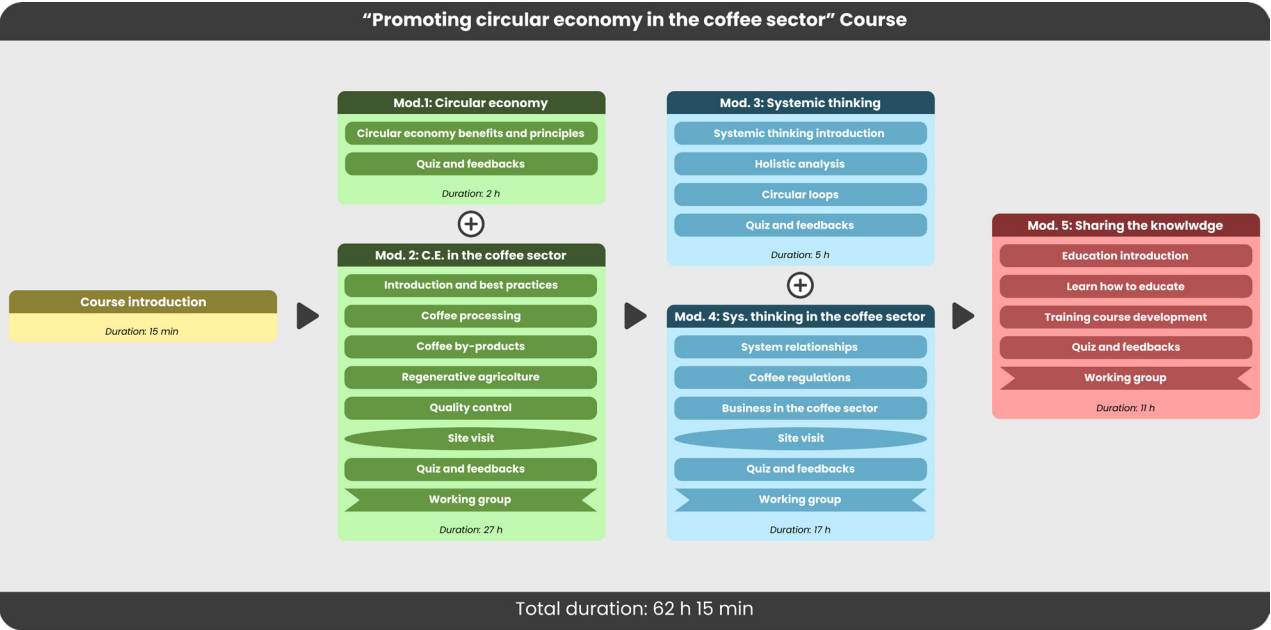 “Promoting circular economy in the coffee sector” Course
Course introduction
Duration: 15 min
Mod.1: Circular economy
Circular economy benefits and principles
Quiz and feedbacks
Duration: 2 h
Mod. 2: C.E. in the coffee sector
Introduction and best practices
Coffee processing
Coffee by-products
Regenerative agricolture
Quality control
Site visit
Quiz and feedbacks
Working group
Duration: 27 h
Mod. 3: Systemic thinking
Systemic thinking introduction
Holistic analysis
Circular loops
Quiz and feedbacks
Duration: 5 h
Mod. 4: Sys. thinking in the coffee sector
System relationships
Coffee regulations
Business in the coffee sector
Site visit
Quiz and feedbacks
Working group
Duration: 17 h
Mod. 5: Sharing the knowlwdge
Education introduction
Learn how to educate
Training course development
Quiz and feedbacks
Working group
Duration: 11 h
Total duration: 62 h 15 min